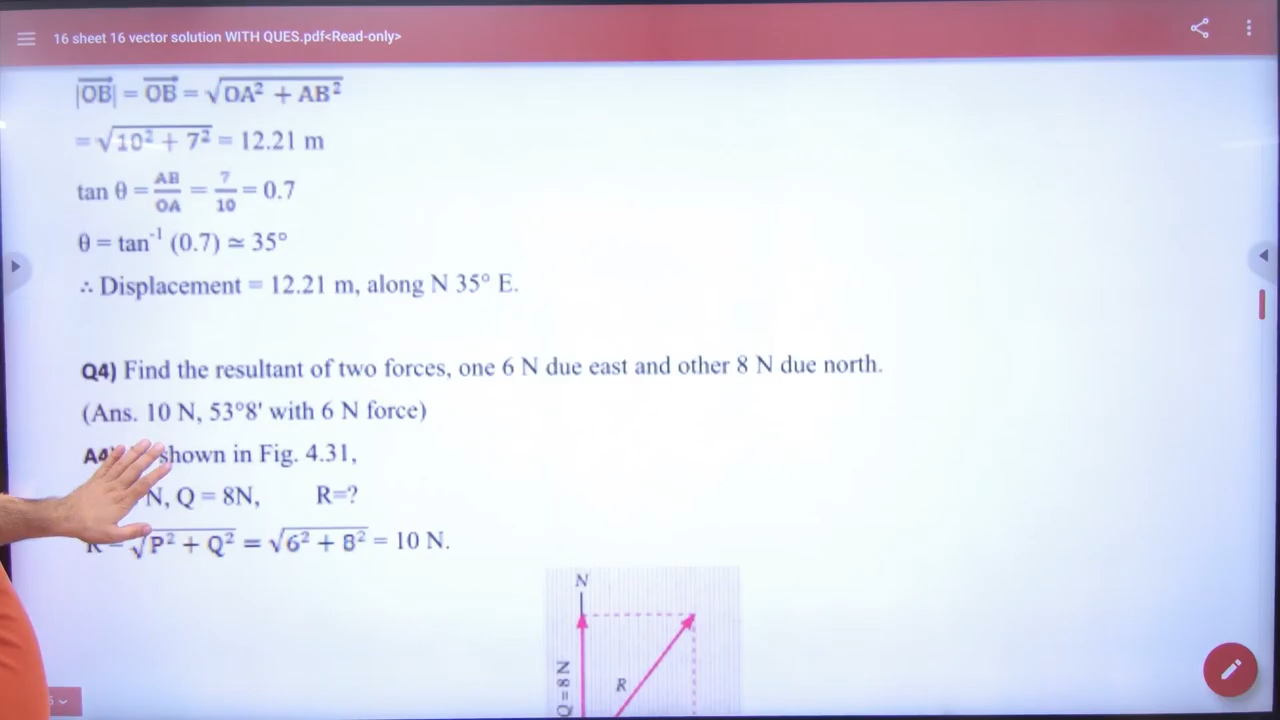 16 sheet 16 vector solution WITH QUES.pdf<Read-only>
|OB| = OB = √OA² + AB²
= √10² + 7² = 12.21 m
tan θ = AB/OA = 7/10 = 0.7
θ = tan⁻¹ (0.7) ≃ 35°
∴ Displacement = 12.21 m, along N 35° E.
Q4) Find the resultant of two forces, one 6 N due east and other 8 N due north.
(Ans. 10 N, 53°8' with 6 N force)
A4) shown in Fig. 4.31,
N, Q = 8N, R=?
R = √P² + Q² = √6² + 8² = 10 N.
N
Q = 8 N
R